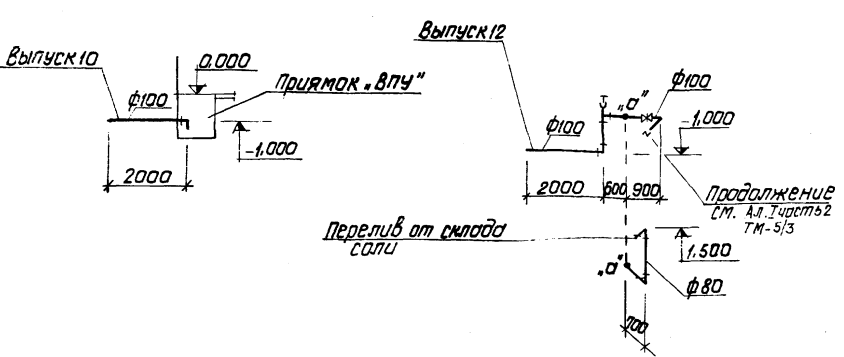 Выпуск 10
0,000
Приямок „ВПУ"
ф100
-1,000
2000
Выпуск 12
ф100
„а"
ф100
-1,000
2000
600
900
Продолжение
см. Ал. I часть 2
ТМ-5/3
Перелив от склада
соли
1,500
„а"
ф80
700